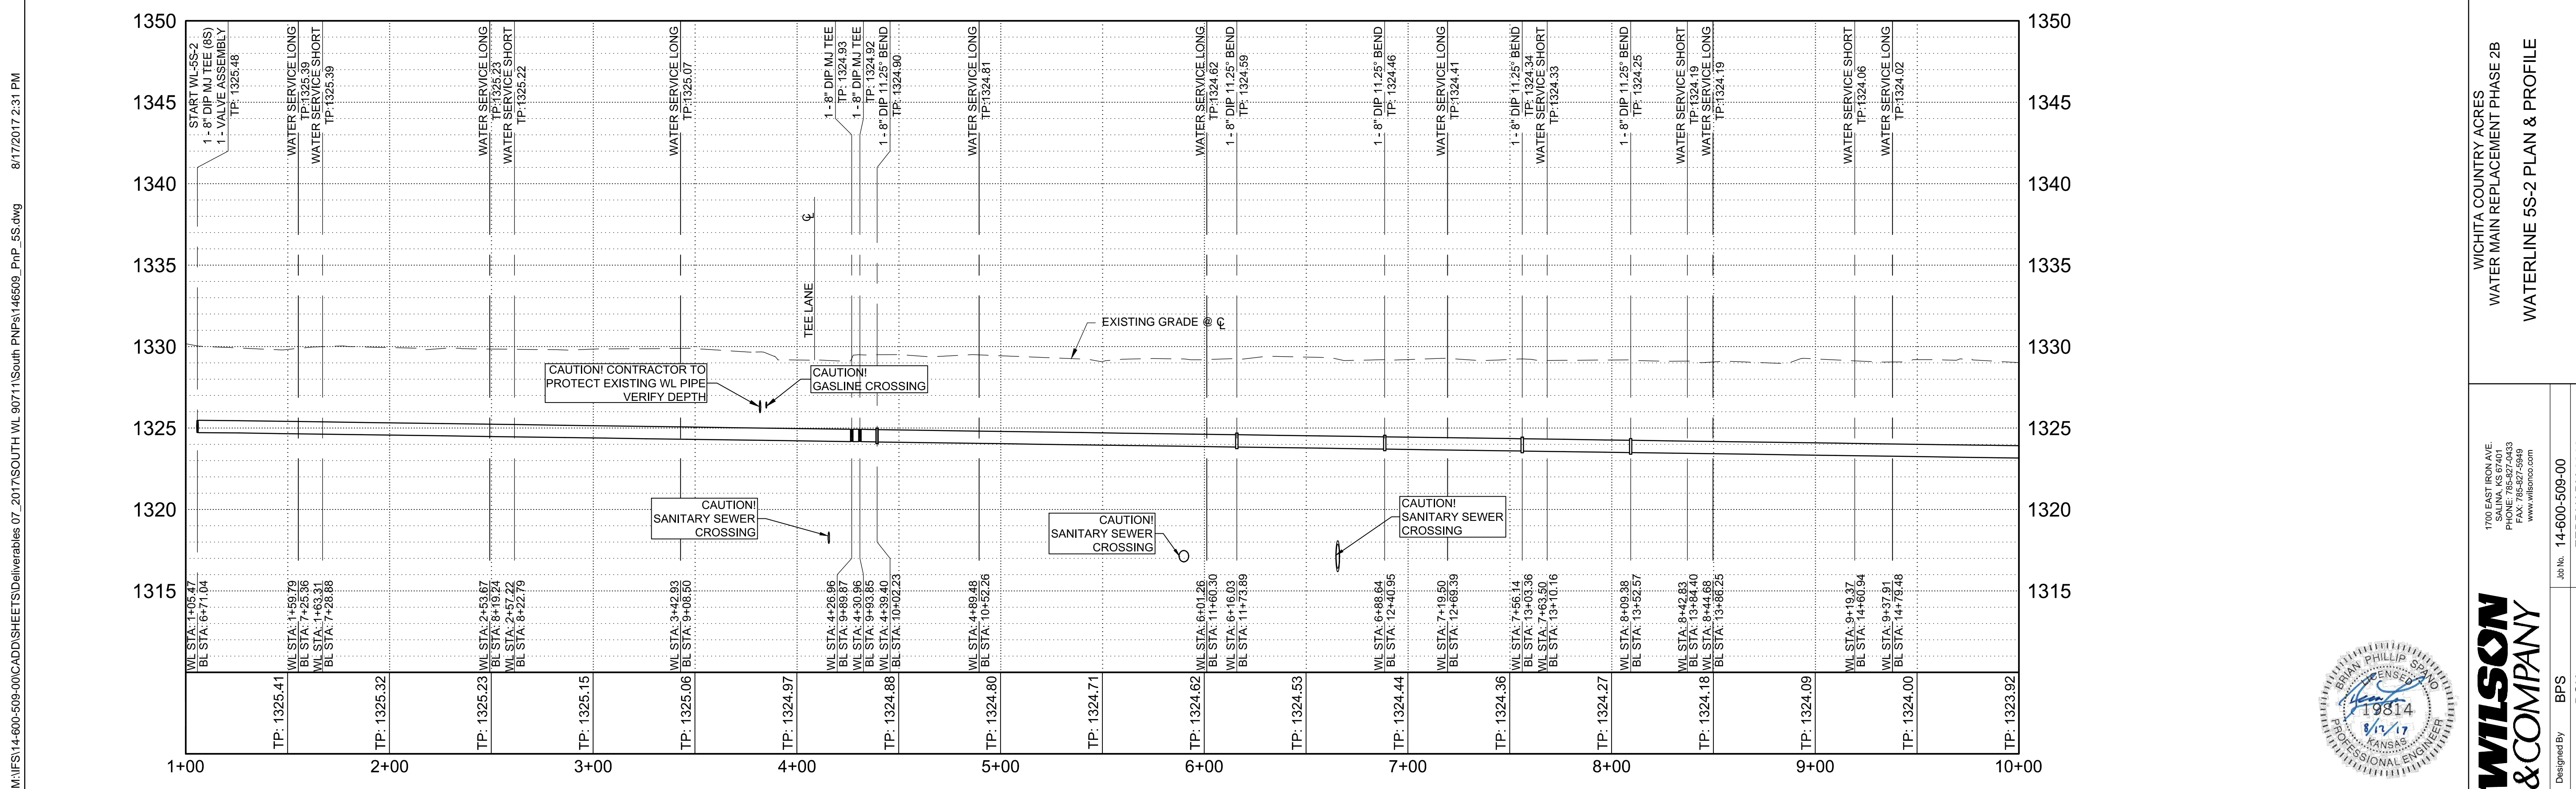 M:\IFS\14-600-509-00\CADD\SHEETS\Deliverables 07_2017\SOUTH WL 90711\South PNPs\146509_PnP_5S.dwg 8/17/2017 2:31 PM
1350
1345
1340
1335
1330
1325
1320
1315
START WL-5S-2
1 - 8" DIP MJ TEE (8S)
1 - VALVE ASSEMBLY
TP: 1325.48
WATER SERVICE LONG
TP:1325.39
WATER SERVICE SHORT
TP:1325.39
WATER SERVICE LONG
TP:1325.23
WATER SERVICE SHORT
TP:1325.22
WATER SERVICE LONG
TP:1325.07
1 - 8" DIP MJ TEE
TP: 1324.93
1 - 8" DIP MJ TEE
TP: 1324.92
1 - 8" DIP 11.25° BEND
TP: 1324.90
WATER SERVICE LONG
TP:1324.81
WATER SERVICE LONG
TP:1324.62
1 - 8" DIP 11.25° BEND
TP: 1324.59
1 - 8" DIP 11.25° BEND
TP: 1324.46
WATER SERVICE LONG
TP:1324.41
1 - 8" DIP 11.25° BEND
TP: 1324.34
WATER SERVICE SHORT
TP:1324.33
1 - 8" DIP 11.25° BEND
TP: 1324.25
WATER SERVICE SHORT
TP:1324.19
WATER SERVICE LONG
TP:1324.19
WATER SERVICE SHORT
TP:1324.06
WATER SERVICE LONG
TP:1324.02
1350
1345
1340
1335
1330
1325
1320
1315
TEE LANE
EXISTING GRADE @
CAUTION! CONTRACTOR TO
PROTECT EXISTING WL PIPE
VERIFY DEPTH
CAUTION!
GASLINE CROSSING
CAUTION!
SANITARY SEWER
CROSSING
CAUTION!
SANITARY SEWER
CROSSING
CAUTION!
SANITARY SEWER
CROSSING
WL STA: 1+05.47
BL STA: 6+71.04
WL STA: 1+59.79
BL STA: 7+25.36
WL STA: 1+63.31
BL STA: 7+28.88
WL STA: 2+53.67
BL STA: 8+19.24
WL STA: 2+57.22
BL STA: 8+22.79
WL STA: 3+42.93
BL STA: 9+08.50
WL STA: 4+26.96
BL STA: 9+89.87
WL STA: 4+30.96
BL STA: 9+93.85
WL STA: 4+39.40
BL STA: 10+02.23
WL STA: 4+89.48
BL STA: 10+52.26
WL STA: 6+01.26
BL STA: 11+60.30
WL STA: 6+16.03
BL STA: 11+73.89
WL STA: 6+88.64
BL STA: 12+40.95
WL STA: 7+19.50
BL STA: 12+69.39
WL STA: 7+56.14
BL STA: 13+03.36
WL STA: 7+63.50
BL STA: 13+10.16
WL STA: 8+09.38
BL STA: 13+52.57
WL STA: 8+42.83
BL STA: 13+84.40
WL STA: 8+44.68
BL STA: 13+86.25
WL STA: 9+19.37
BL STA: 14+60.94
WL STA: 9+37.91
BL STA: 14+79.48
TP: 1325.41
TP: 1325.32
TP: 1325.23
TP: 1325.15
TP: 1325.06
TP: 1324.97
TP: 1324.88
TP: 1324.80
TP: 1324.71
TP: 1324.62
TP: 1324.53
TP: 1324.44
TP: 1324.36
TP: 1324.27
TP: 1324.18
TP: 1324.09
TP: 1324.00
TP: 1323.92
1+00
2+00
3+00
4+00
5+00
6+00
7+00
8+00
9+00
10+00
BRIAN PHILLIP SPANO
LICENSED
19814
8/17/17
KANSAS
PROFESSIONAL ENGINEER
WICHITA COUNTRY ACRES
WATER MAIN REPLACEMENT PHASE 2B
WATERLINE 5S-2 PLAN & PROFILE
1700 EAST IRON AVE.
SALINA, KS 67401
PHONE: 785-827-0433
FAX: 785-827-5949
www.wilsonco.com
WILSON
&COMPANY
Job No. 14-600-509-00
Designed By BPS